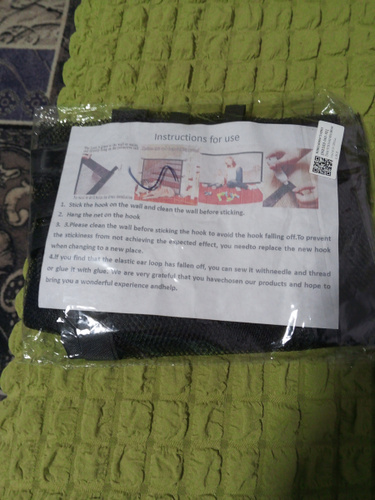 Instructions for use
1. Stick the hook on the wall and clean the wall before sticking.
2. Hang the net on the hook
3. 3.Please clean the wall before sticking the hook to avoid the hook falling off.To prevent
the stickiness from not achieving the expected effect, you needto replace the new hook
when changing to a new place.
4.If you find that the elastic ear loop has fallen off, you can sew it withneedle and thread
or glue it with glue. We are very grateful that you havechosen our products and hope to
bring you a wonderful experience andhelp.